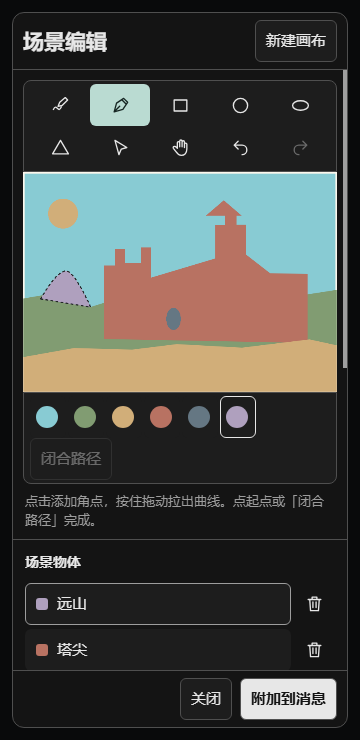 场景编辑
新建画布
闭合路径
点击添加角点，按住拖动拉出曲线。点起点或「闭合
路径」完成。
场景物体
远山
塔尖
关闭
附加到消息